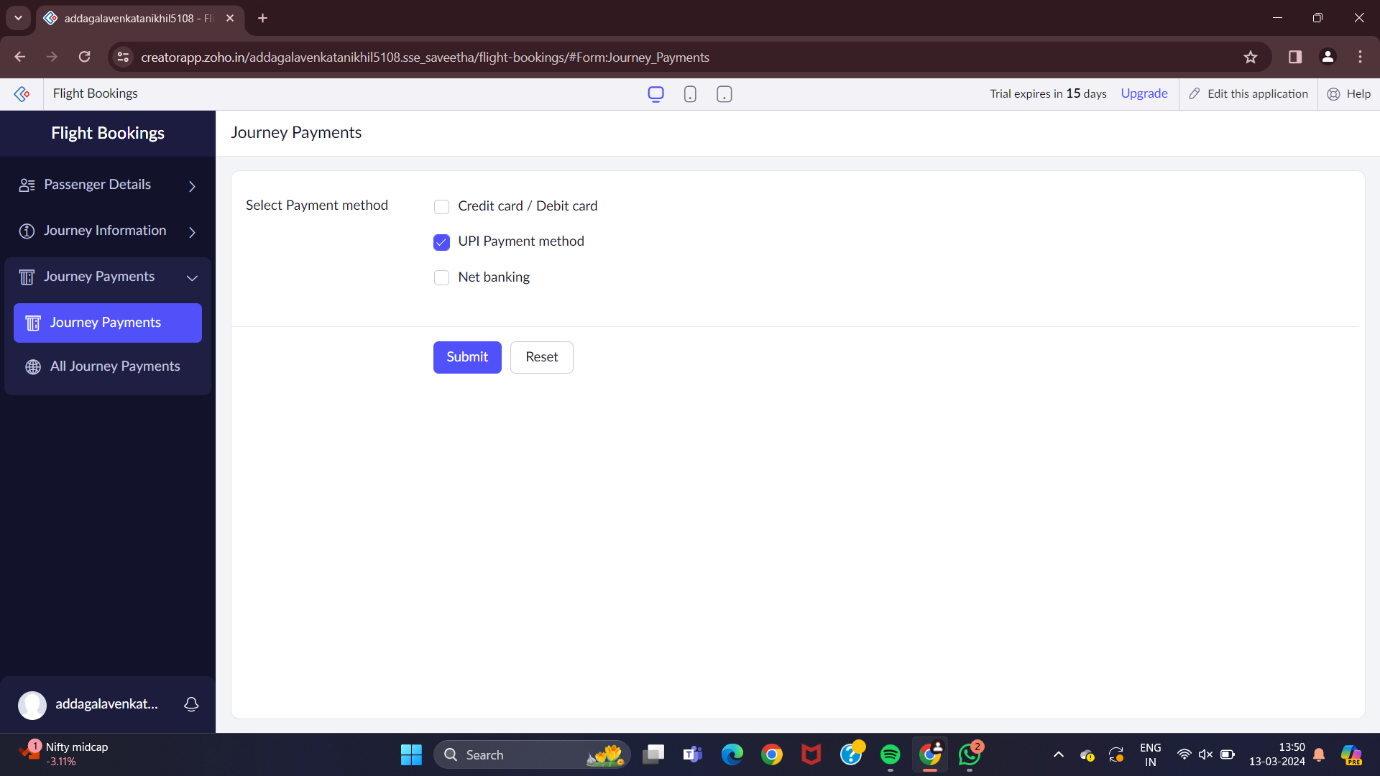 addagalavenkatanikhil5108 - Fl
creatorapp.zoho.in/addagalavenkatanikhil5108.sse_saveetha/flight-bookings/#Form:Journey_Payments
Flight Bookings
Trial expires in 15 days
Upgrade
Edit this application
Help
Flight Bookings
Passenger Details
Journey Information
Journey Payments
Journey Payments
All Journey Payments
addagalavenkat...
Journey Payments
Select Payment method
Credit card / Debit card
UPI Payment method
Net banking
Submit
Reset
1
Nifty midcap
-3.11%
Search
2
ENG
IN
13:50
13-03-2024
PRE